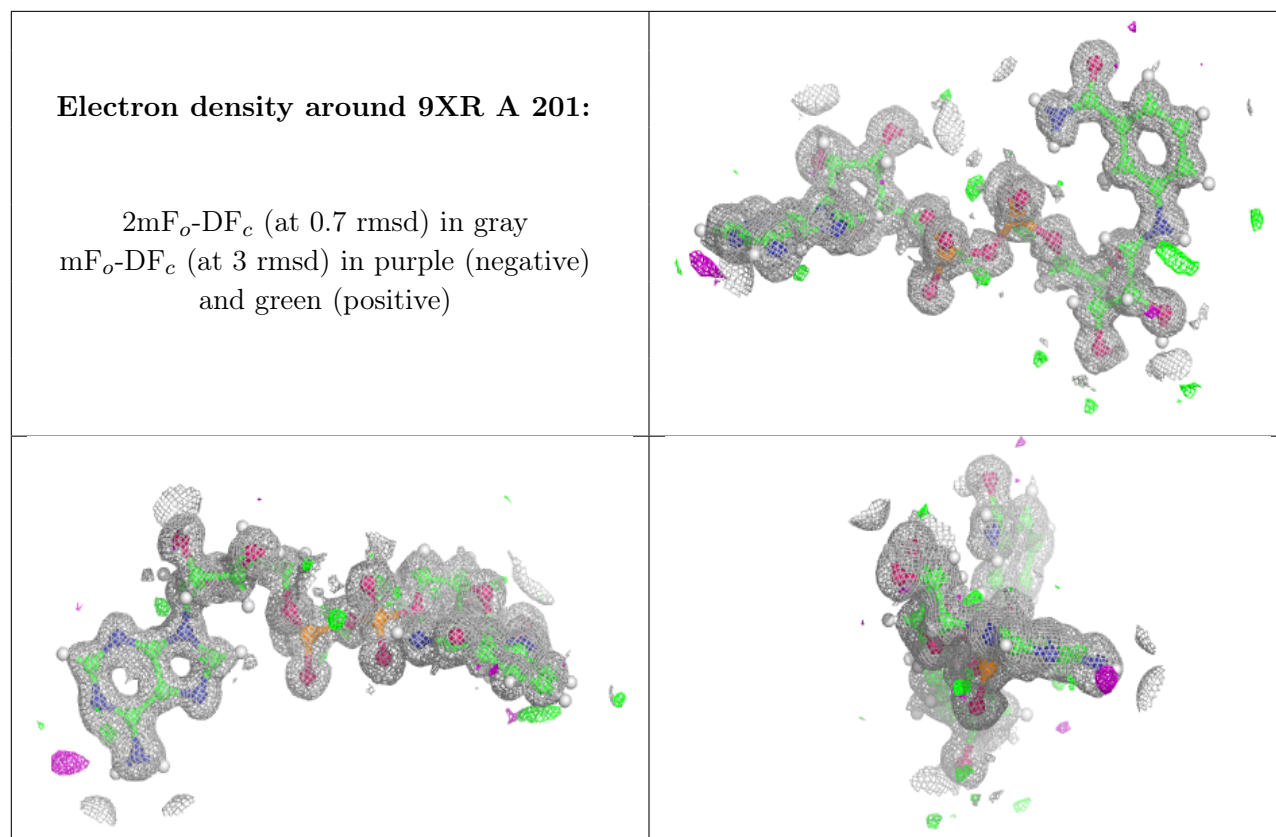 Electron density around 9XR A 201:
2mFo-DFc (at 0.7 rmsd) in gray
mFo-DFc (at 3 rmsd) in purple (negative)
and green (positive)